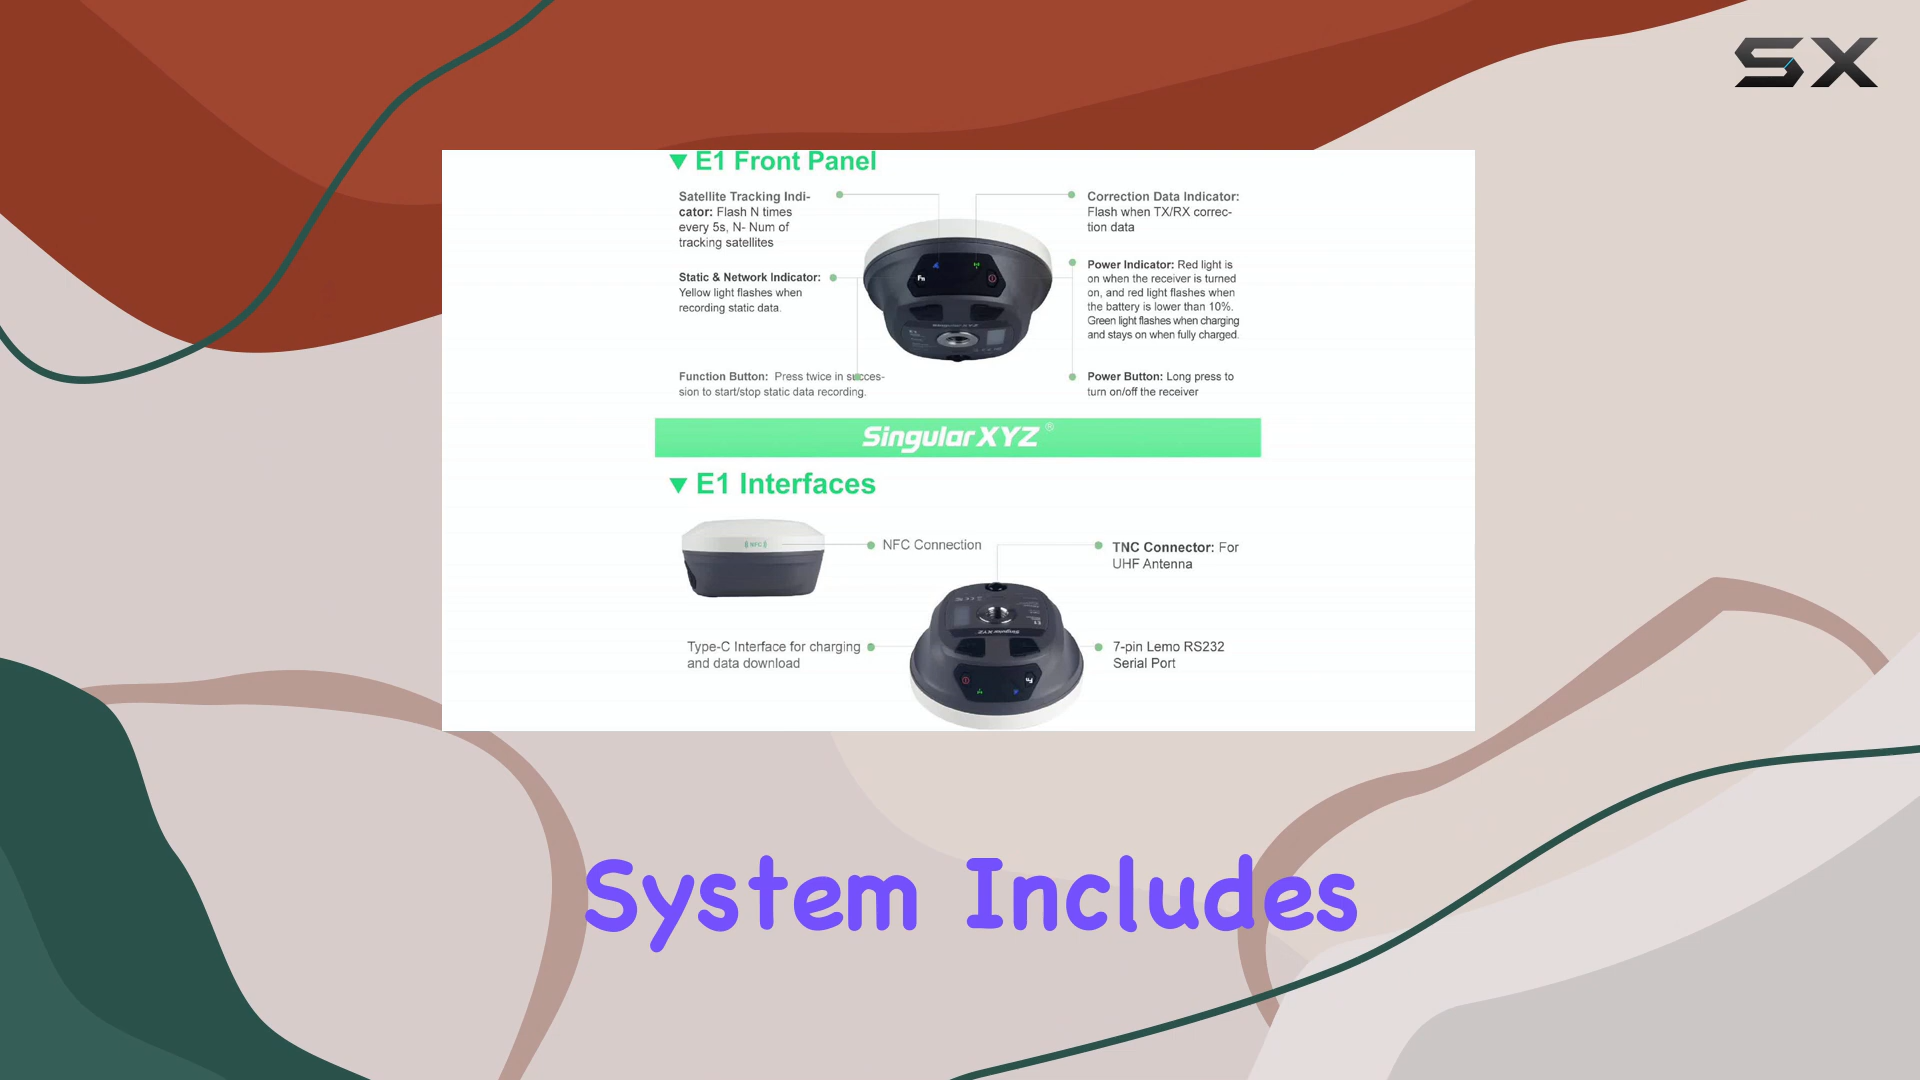 SX
▼ E1 Front Panel
Satellite Tracking Indi-
cator: Flash N times
every 5s, N- Num of
tracking satellites
Correction Data Indicator:
Flash when TX/RX correc-
tion data
Static & Network Indicator:
Yellow light flashes when
recording static data.
Power Indicator: Red light is
on when the receiver is turned
on, and red light flashes when
the battery is lower than 10%.
Green light flashes when charging
and stays on when fully charged.
Fn
SingularXYZ
E1
Function Button: Press twice in succes-
sion to start/stop static data recording.
Power Button: Long press to
turn on/off the receiver
SingularXYZ®
▼ E1 Interfaces
NFC
NFC Connection
TNC Connector: For
UHF Antenna
Type-C Interface for charging
and data download
SingularXYZ
Fn
7-pin Lemo RS232
Serial Port
System Includes